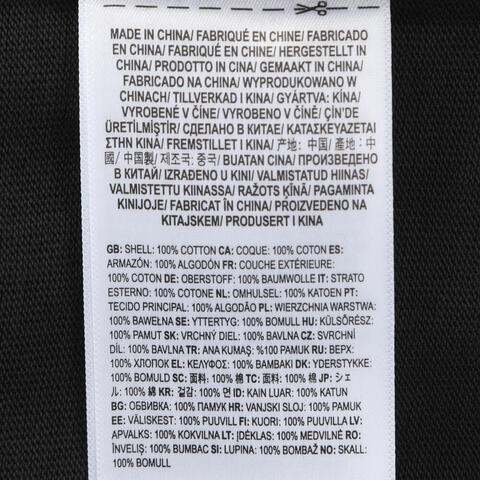 MADE IN CHINA/ FABRIQUÉ EN CHINE/ FABRICADO
EN CHINA/ FABRIQUÉ EN CHINE/ HERGESTELLT IN
CHINA/ PRODOTTO IN CINA/ GEMAAKT IN CHINA/
FABRICADO NA CHINA/ WYPRODUKOWANO W
CHINACH/ TILLVERKAD I KINA/ GYÁRTVA: KÍNA/
VYROBENÉ V ČÍNE/ VYROBENO V ČÍNĚ/ ÇİN'DE
ÜRETİLMİŞTİR/ СДЕЛАНО В КИТАЕ/ ΚΑΤΑΣΚΕΥΑΖΕΤΑΙ
ΣΤΗΝ ΚΙΝΑ/ FREMSTILLET I KINA/ 产地: 中国/ 產地: 中
國/ 中国製/ 제조국: 중국/ BUATAN CINA/ ПРОИЗВЕДЕНО
В КИТАЙ/ IZRAĐENO U KINI/ VALMISTATUD HIINAS/
VALMISTETTU KIINASSA/ RAŽOTS ĶĪNĀ/ PAGAMINTA
KINIJOJE/ FABRICAT ÎN CHINA/ PROIZVEDENO NA
KITAJSKEM/ PRODUSERT I KINA
GB: SHELL: 100% COTTON CA: COQUE: 100% COTON ES:
ARMAZÓN: 100% ALGODÓN FR: COUCHE EXTÉRIEURE:
100% COTON DE: OBERSTOFF: 100% BAUMWOLLE IT: STRATO
ESTERNO: 100% COTONE NL: OMHULSEL: 100% KATOEN PT:
TECIDO PRINCIPAL: 100% ALGODÃO PL: WIERZCHNIA WARSTWA:
100% BAWEŁNA SE: YTTERTYG: 100% BOMULL HU: KÜLSŐRÉSZ:
100% PAMUT SK: VRCHNÝ DIEL: 100% BAVLNA CZ: SVRCHNÍ
DÍL: 100% BAVLNA TR: ANA KUMAŞ: %100 PAMUK RU: ВЕРХ:
100% ХЛОПОК EL: ΚΕΛΥΦΟΣ: 100% ΒΑΜΒΑΚΙ DK: YDERSTYKKE:
100% BOMULD SC: 面料: 100% 棉 TC: 面料: 100% 棉 JP: シェ
ル: 100% 綿 KR: 겉감: 100% 면 ID: KAIN LUAR: 100% KATUN
BG: ОБВИВКА: 100% ПАМУК HR: VANJSKI SLOJ: 100% PAMUK
EE: VÄLISKEST: 100% PUUVILL FI: KUORI: 100% PUUVILLA LV:
APVALKS: 100% KOKVILNA LT: ĮDĖKLAS: 100% MEDVILNĖ RO:
ÎNVELIŞ: 100% BUMBAC SI: LUPINA: 100% BOMBAŽ NO: SKALL:
100% BOMULL